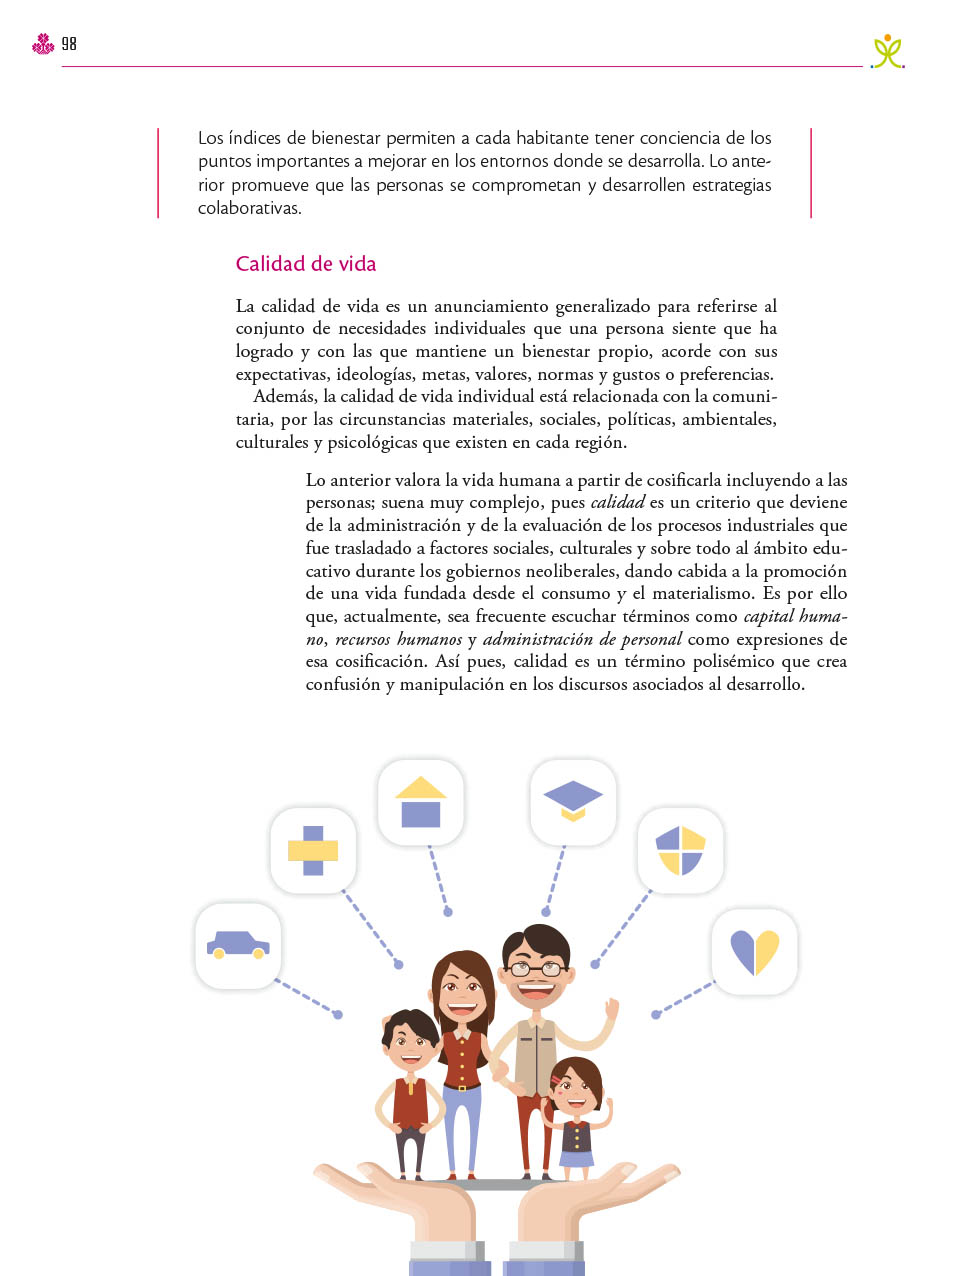 98
Los índices de bienestar permiten a cada habitante tener conciencia de los
puntos importantes a mejorar en los entornos donde se desarrolla. Lo ante-
rior promueve que las personas se comprometan y desarrollen estrategias
colaborativas.
Calidad de vida
La calidad de vida es un anunciamiento generalizado para referirse al
conjunto de necesidades individuales que una persona siente que ha
logrado y con las que mantiene un bienestar propio, acorde con sus
expectativas, ideologías, metas, valores, normas y gustos o preferencias.
Además, la calidad de vida individual está relacionada con la comuni-
taria, por las circunstancias materiales, sociales, políticas, ambientales,
culturales y psicológicas que existen en cada región.
Lo anterior valora la vida humana a partir de cosificarla incluyendo a las
personas; suena muy complejo, pues calidad es un criterio que deviene
de la administración y de la evaluación de los procesos industriales que
fue trasladado a factores sociales, culturales y sobre todo al ámbito edu-
cativo durante los gobiernos neoliberales, dando cabida a la promoción
de una vida fundada desde el consumo y el materialismo. Es por ello
que, actualmente, sea frecuente escuchar términos como capital huma-
no, recursos humanos y administración de personal como expresiones de
esa cosificación. Así pues, calidad es un término polisémico que crea
confusión y manipulación en los discursos asociados al desarrollo.